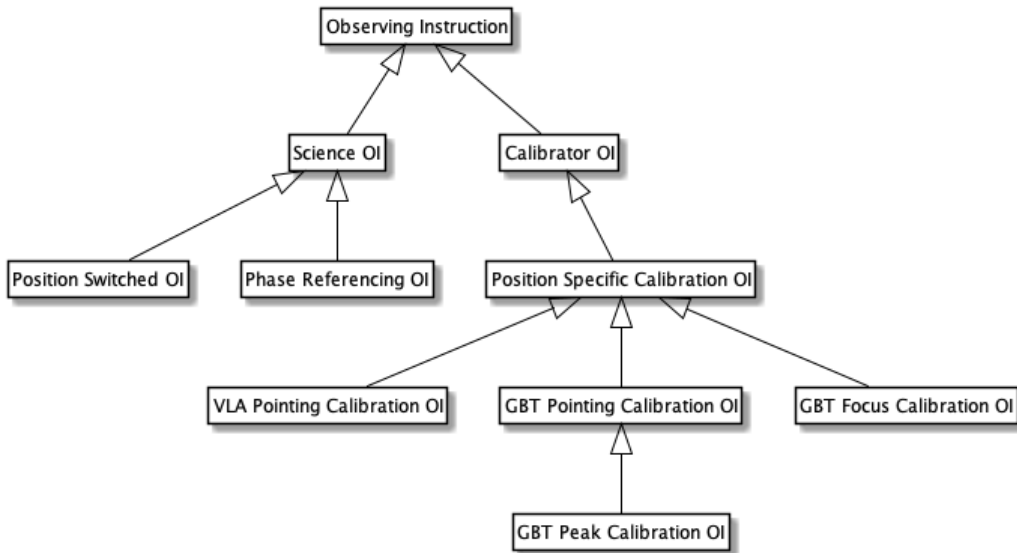 Observing Instruction
Science OI
Calibrator OI
Position Switched OI
Phase Referencing OI
Position Specific Calibration OI
VLA Pointing Calibration OI
GBT Pointing Calibration OI
GBT Focus Calibration OI
GBT Peak Calibration OI